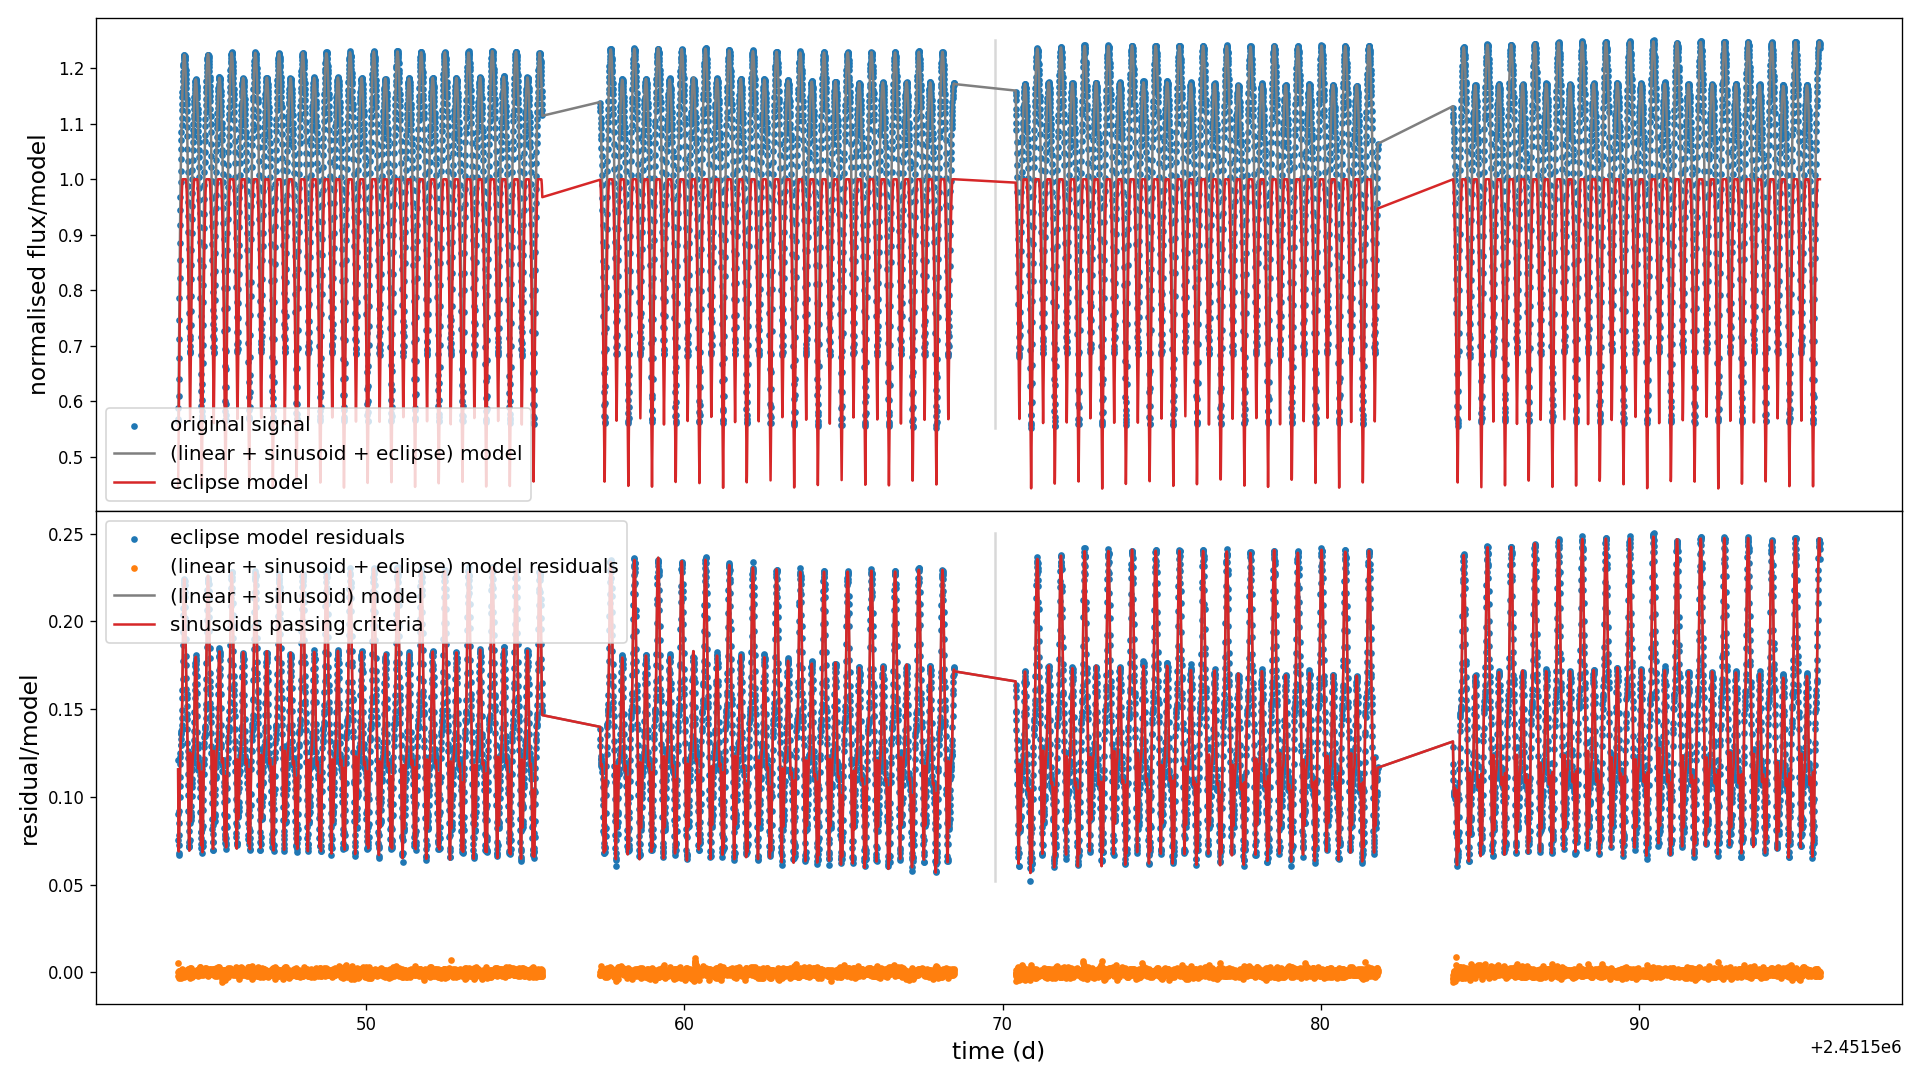 normalised flux/model
1.2
1.1
1.0
0.9
0.8
0.7
0.6
0.5
original signal
(linear + sinusoid + eclipse) model
eclipse model
residual/model
0.25
0.20
0.15
0.10
0.05
0.00
eclipse model residuals
(linear + sinusoid + eclipse) model residuals
(linear + sinusoid) model
sinusoids passing criteria
50 60 70 80 90
time (d)
+2.4515e6